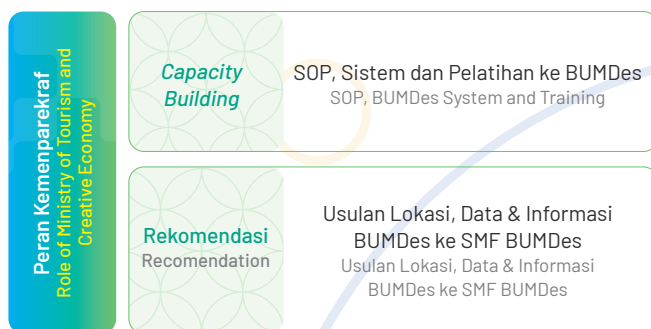 Peran Kemenparekraf
Role of Ministry of Tourism and
Creative Economy
Capacity
Building
SOP, Sistem dan Pelatihan ke BUMDes
SOP, BUMDes System and Training
Rekomendasi
Recomendation
Usulan Lokasi, Data & Informasi
BUMDes ke SMF BUMDes
Usulan Lokasi, Data & Informasi
BUMDes ke SMF BUMDes